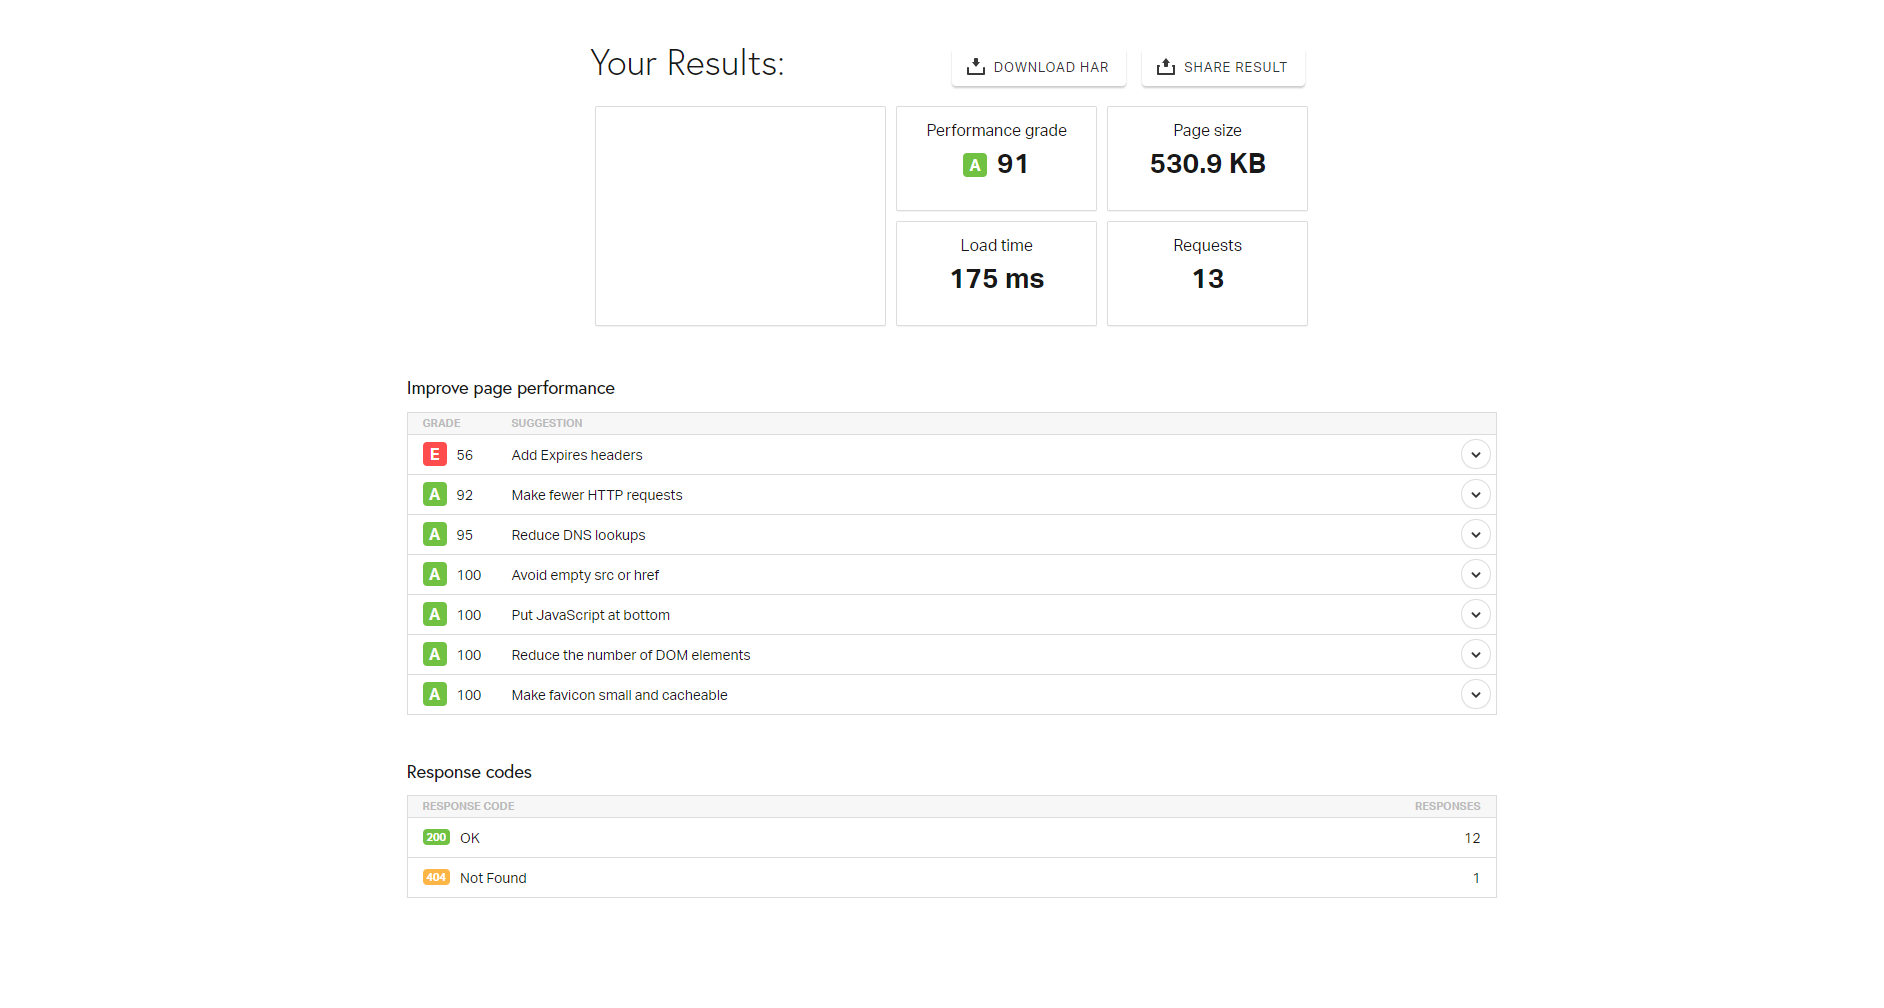 Your Results:
DOWNLOAD HAR
SHARE RESULT
Performance grade
A 91
Page size
530.9 KB
Load time
175 ms
Requests
13
Improve page performance
GRADE SUGGESTION
E 56 Add Expires headers
A 92 Make fewer HTTP requests
A 95 Reduce DNS lookups
A 100 Avoid empty src or href
A 100 Put JavaScript at bottom
A 100 Reduce the number of DOM elements
A 100 Make favicon small and cacheable
Response codes
RESPONSE CODE RESPONSES
200 OK 12
404 Not Found 1